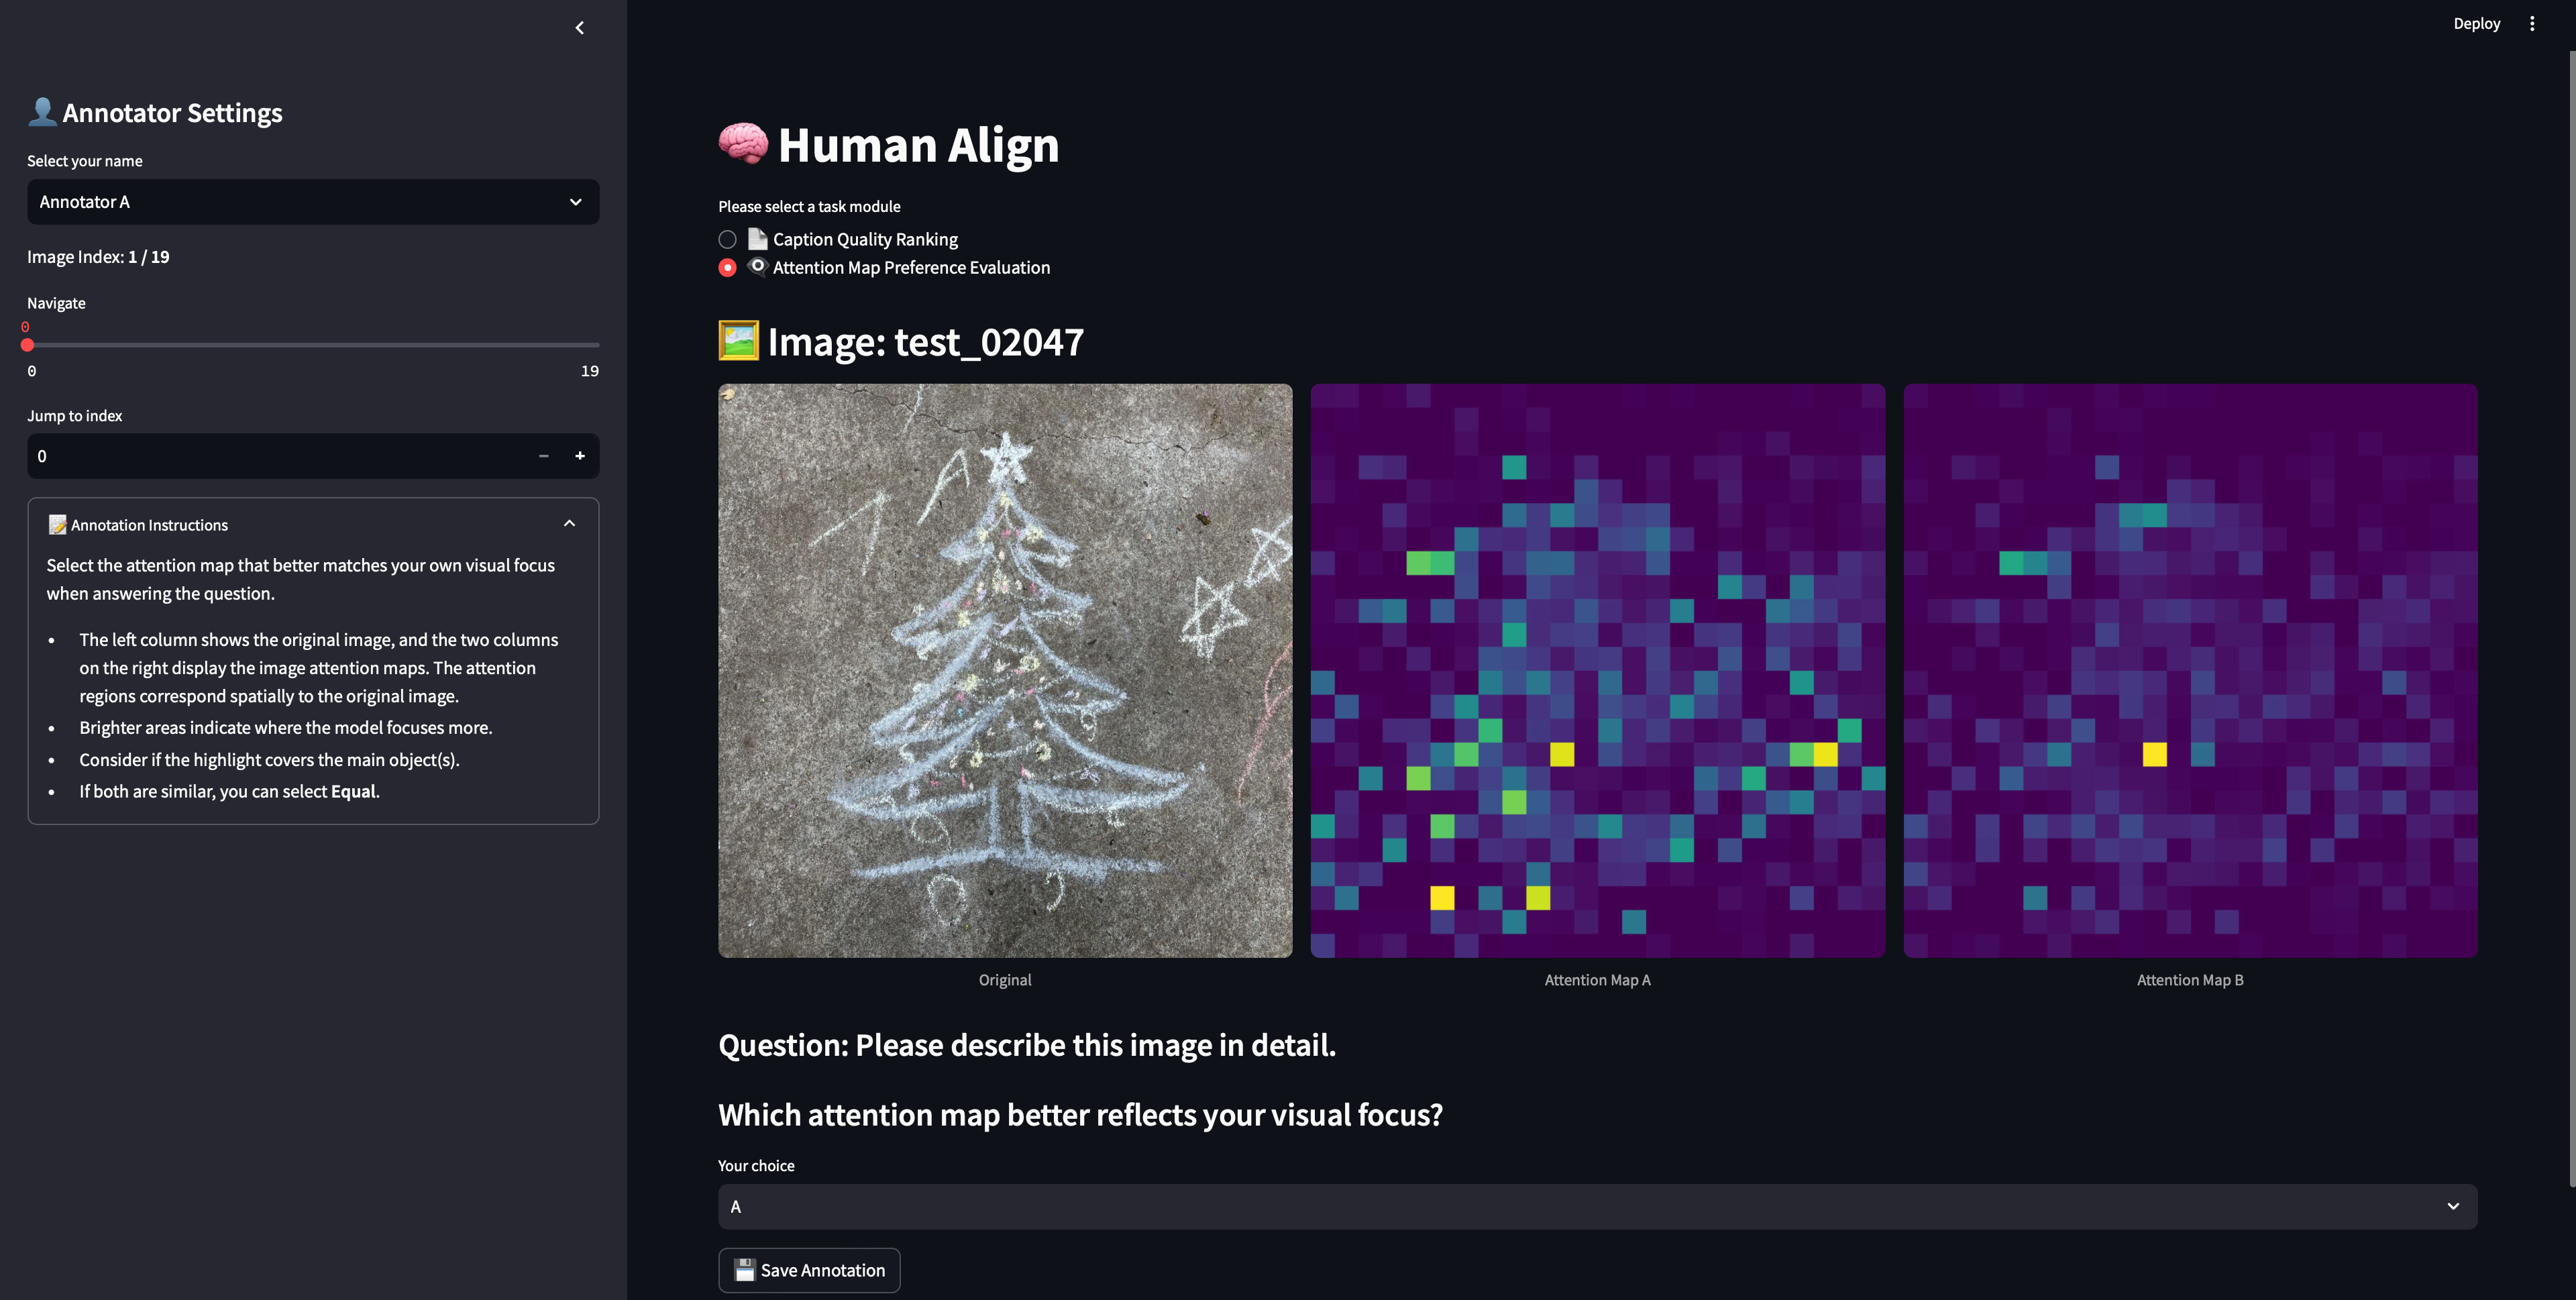 Deploy
Annotator Settings
Select your name
Annotator A
Image Index: 1 / 19
Navigate
0
0
19
Jump to index
0
Annotation Instructions
Select the attention map that better matches your own visual focus
when answering the question.
• The left column shows the original image, and the two columns
on the right display the image attention maps. The attention
regions correspond spatially to the original image.
• Brighter areas indicate where the model focuses more.
• Consider if the highlight covers the main object(s).
• If both are similar, you can select Equal.
Human Align
Please select a task module
Caption Quality Ranking
Attention Map Preference Evaluation
Image: test_02047
Original
Attention Map A
Attention Map B
Question: Please describe this image in detail.
Which attention map better reflects your visual focus?
Your choice
A
Save Annotation